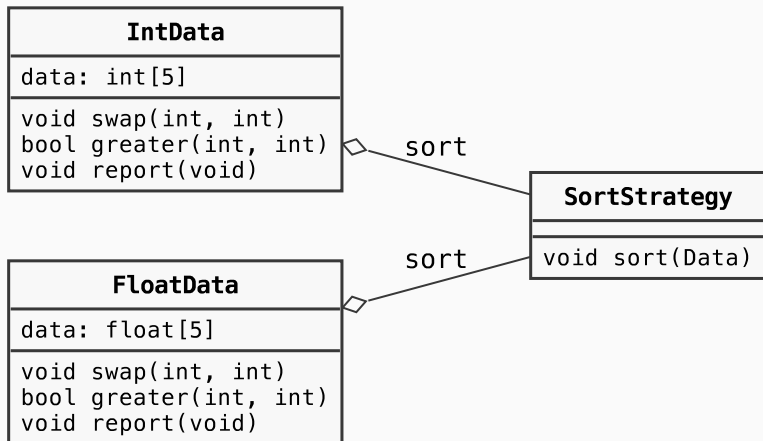 IntData
data: int[5]
void swap(int, int)
bool greater(int, int)
void report(void)
sort
SortStrategy
void sort(Data)
sort
FloatData
data: float[5]
void swap(int, int)
bool greater(int, int)
void report(void)